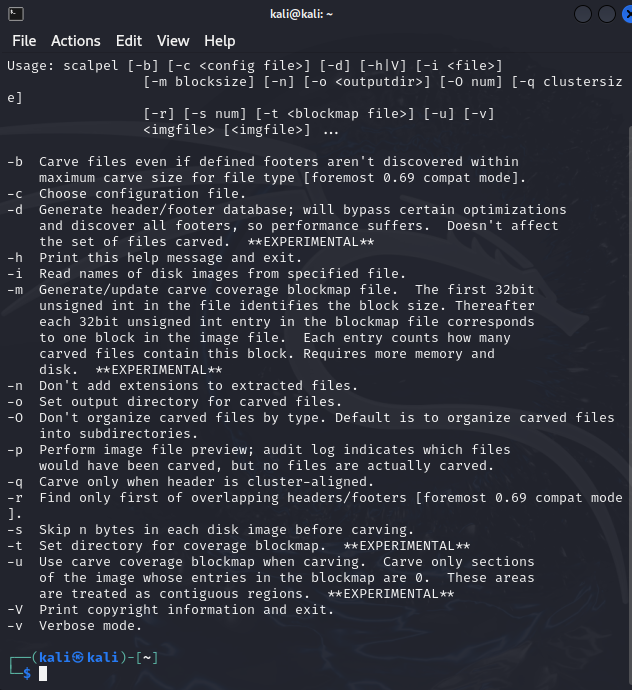 kali@kali: ~
File Actions Edit View Help
Usage: scalpel [-b] [-c <config file>] [-d] [-h|V] [-i <file>]
                 [-m blocksize] [-n] [-o <outputdir>] [-O num] [-q clustersiz
e]
                 [-r] [-s num] [-t <blockmap file>] [-u] [-v]
                 <imgfile> [<imgfile>] ...
-b  Carve files even if defined footers aren't discovered within
    maximum carve size for file type [foremost 0.69 compat mode].
-c  Choose configuration file.
-d  Generate header/footer database; will bypass certain optimizations
    and discover all footers, so performance suffers.  Doesn't affect
    the set of files carved.  **EXPERIMENTAL**
-h  Print this help message and exit.
-i  Read names of disk images from specified file.
-m  Generate/update carve coverage blockmap file.  The first 32bit
    unsigned int in the file identifies the block size. Thereafter
    each 32bit unsigned int entry in the blockmap file corresponds
    to one block in the image file.  Each entry counts how many
    carved files contain this block. Requires more memory and
    disk.  **EXPERIMENTAL**
-n  Don't add extensions to extracted files.
-o  Set output directory for carved files.
-O  Don't organize carved files by type. Default is to organize carved files
    into subdirectories.
-p  Perform image file preview; audit log indicates which files
    would have been carved, but no files are actually carved.
-q  Carve only when header is cluster-aligned.
-r  Find only first of overlapping headers/footers [foremost 0.69 compat mode
].
-s  Skip n bytes in each disk image before carving.
-t  Set directory for coverage blockmap.  **EXPERIMENTAL**
-u  Use carve coverage blockmap when carving.  Carve only sections
    of the image whose entries in the blockmap are 0.  These areas
    are treated as contiguous regions.  **EXPERIMENTAL**
-V  Print copyright information and exit.
-v  Verbose mode.
┌──(kali㉿kali)-[~]
└─$